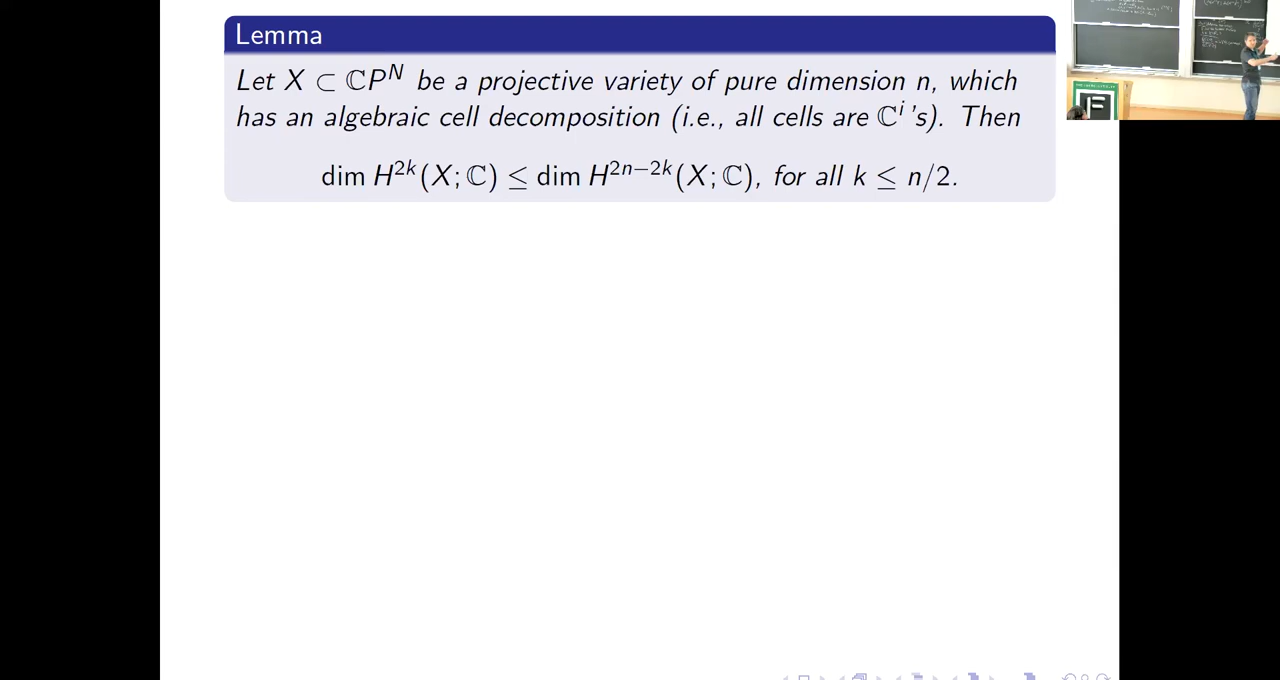 Lemma
Let X ⊂ ℂP^N be a projective variety of pure dimension n, which
has an algebraic cell decomposition (i.e., all cells are ℂ^i's). Then
dim H^{2k}(X; ℂ) ≤ dim H^{2n−2k}(X; ℂ), for all k ≤ n/2.